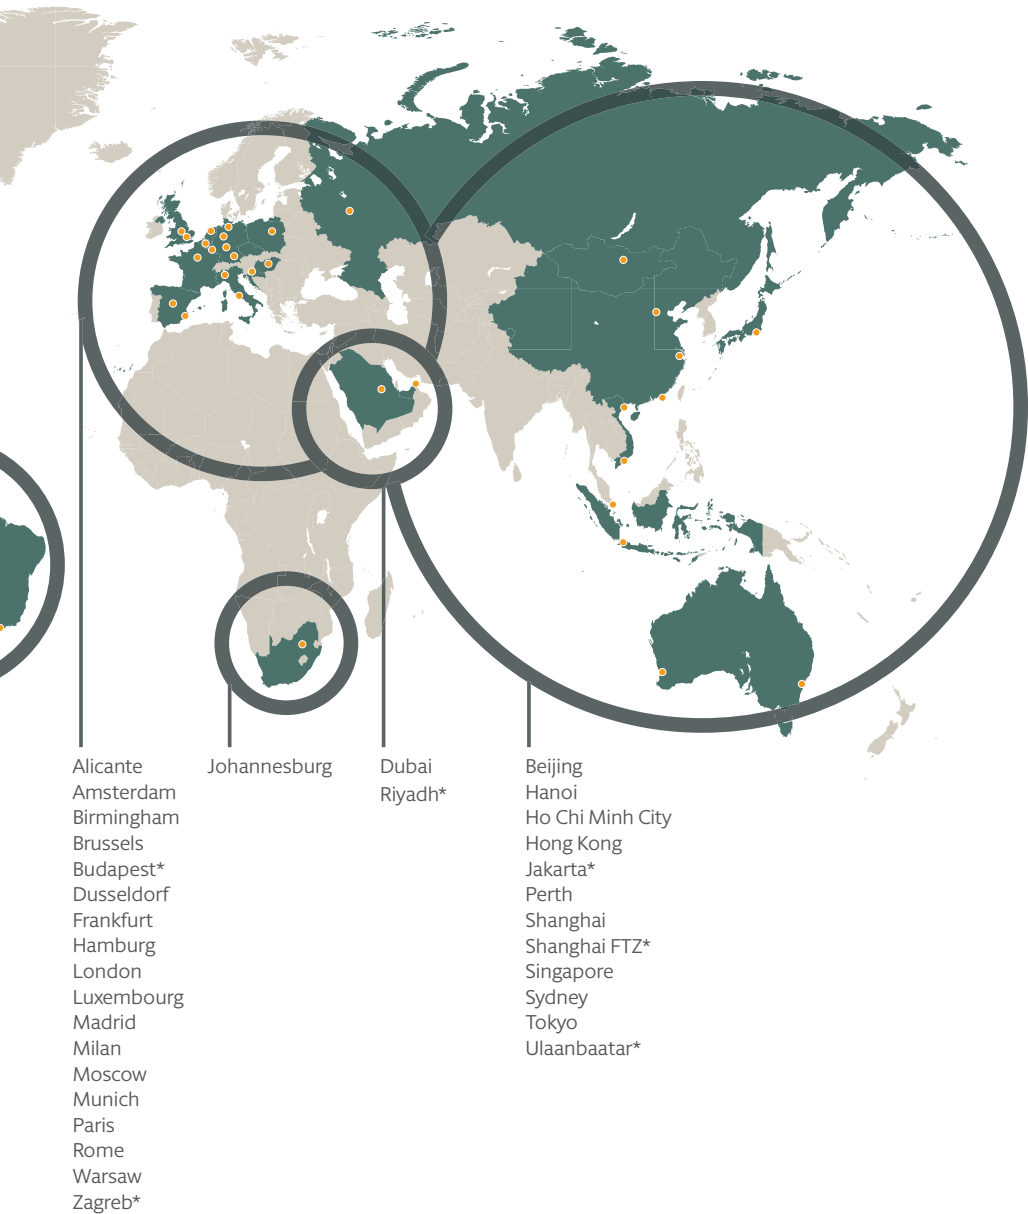 Alicante
Amsterdam
Birmingham
Brussels
Budapest*
Dusseldorf
Frankfurt
Hamburg
London
Luxembourg
Madrid
Milan
Moscow
Munich
Paris
Rome
Warsaw
Zagreb*
Johannesburg
Dubai
Riyadh*
Beijing
Hanoi
Ho Chi Minh City
Hong Kong
Jakarta*
Perth
Shanghai
Shanghai FTZ*
Singapore
Sydney
Tokyo
Ulaanbaatar*